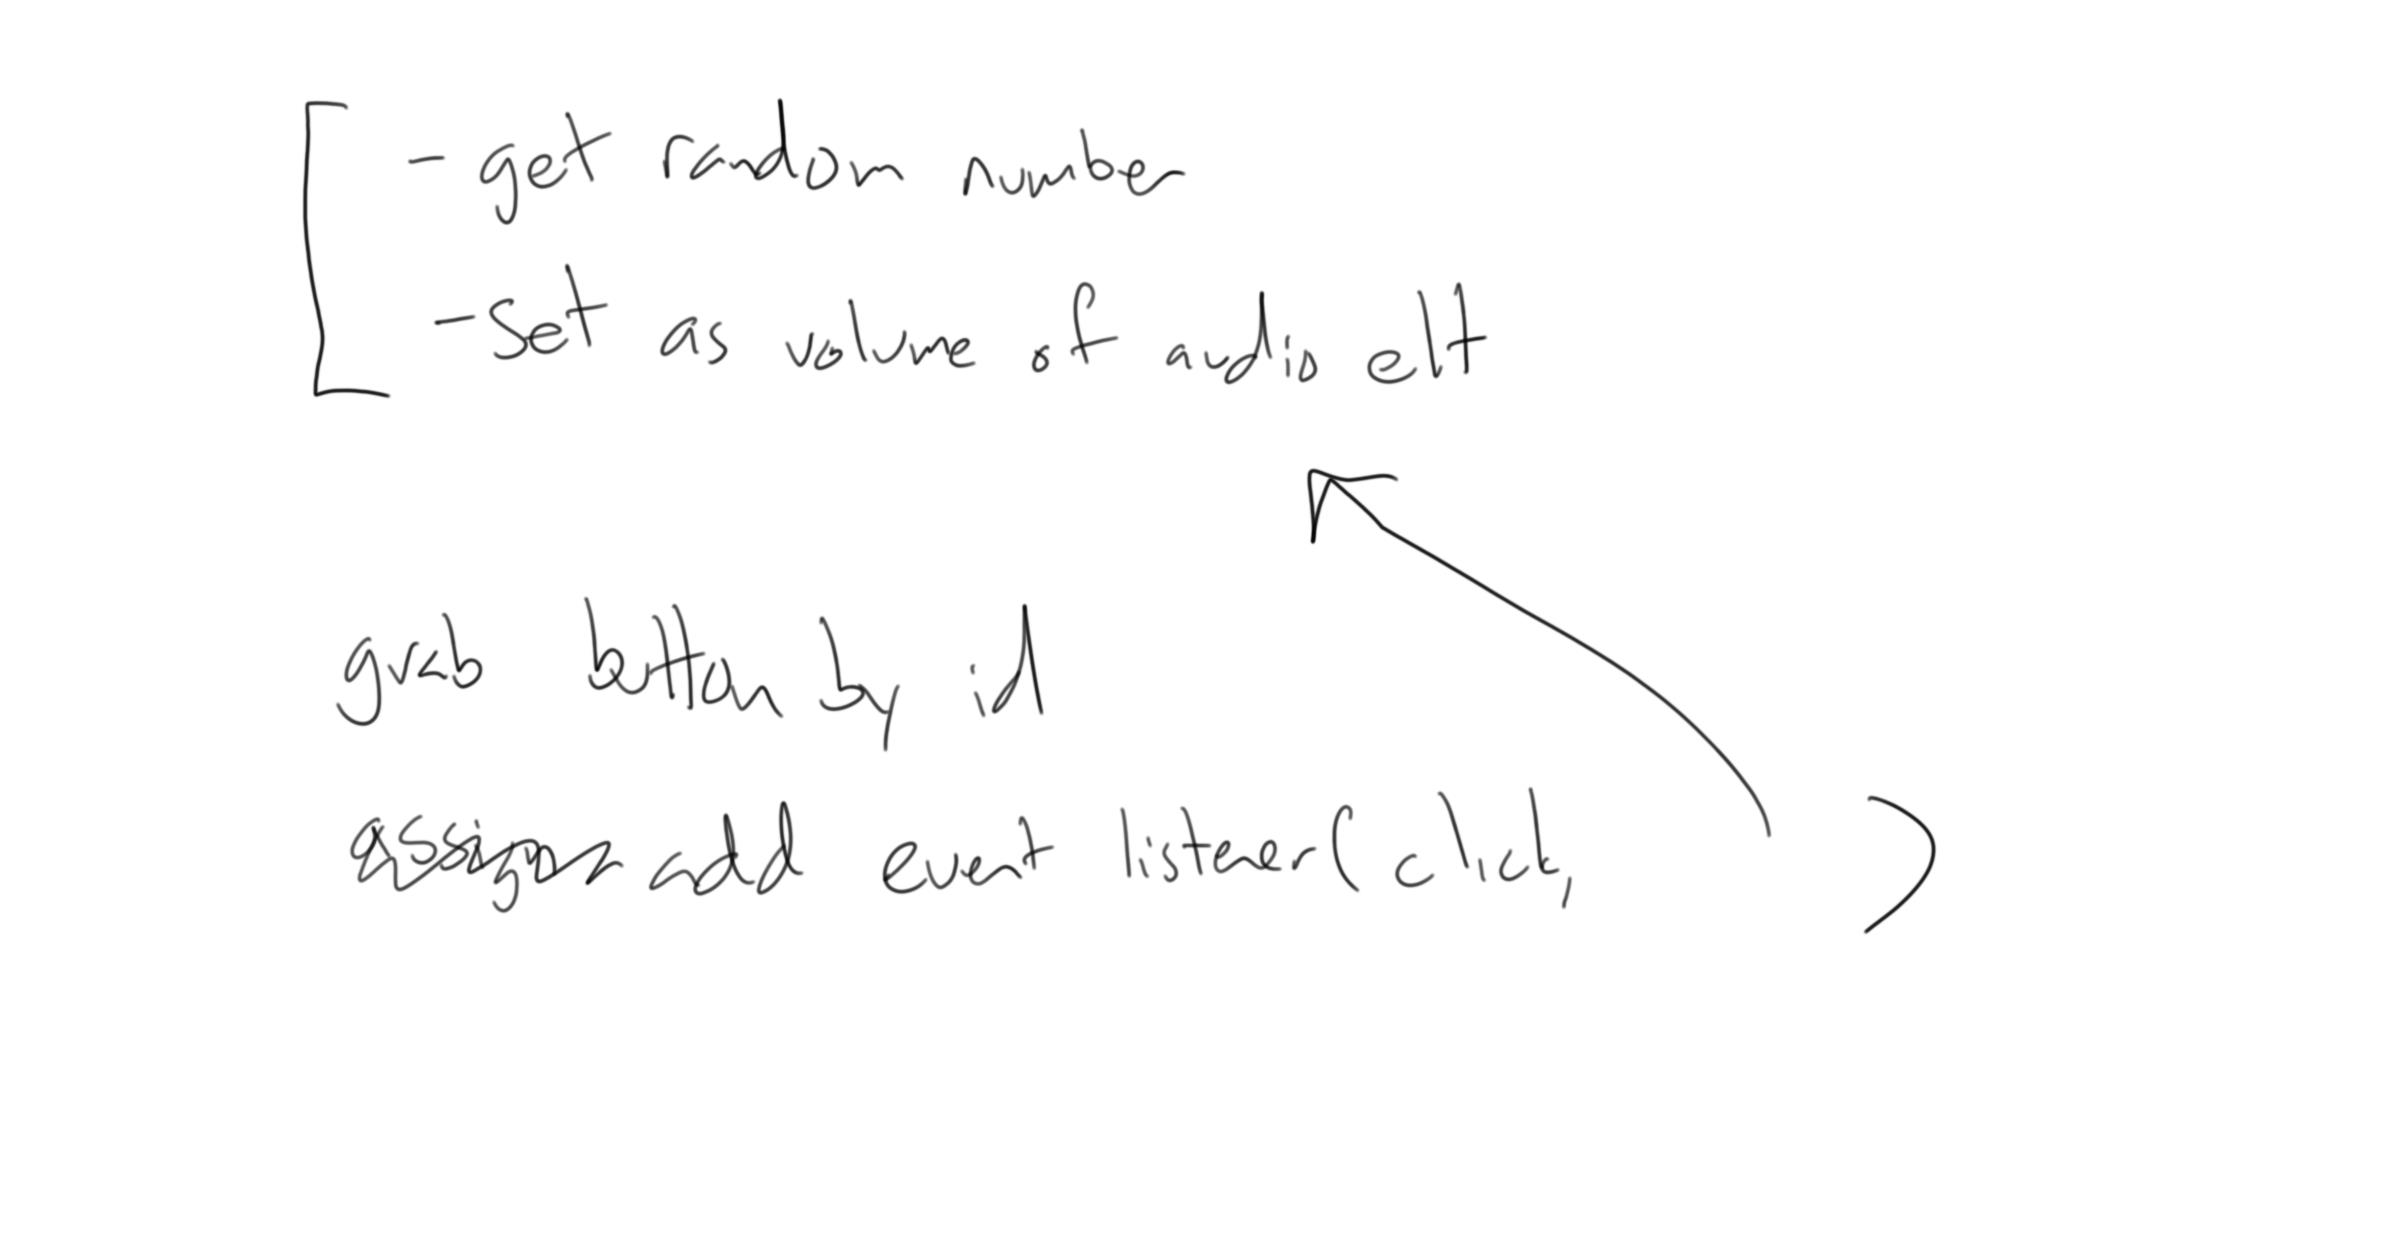 - get random number
- set as volume of audio elt
grab button by id
assign add event listener(click, )